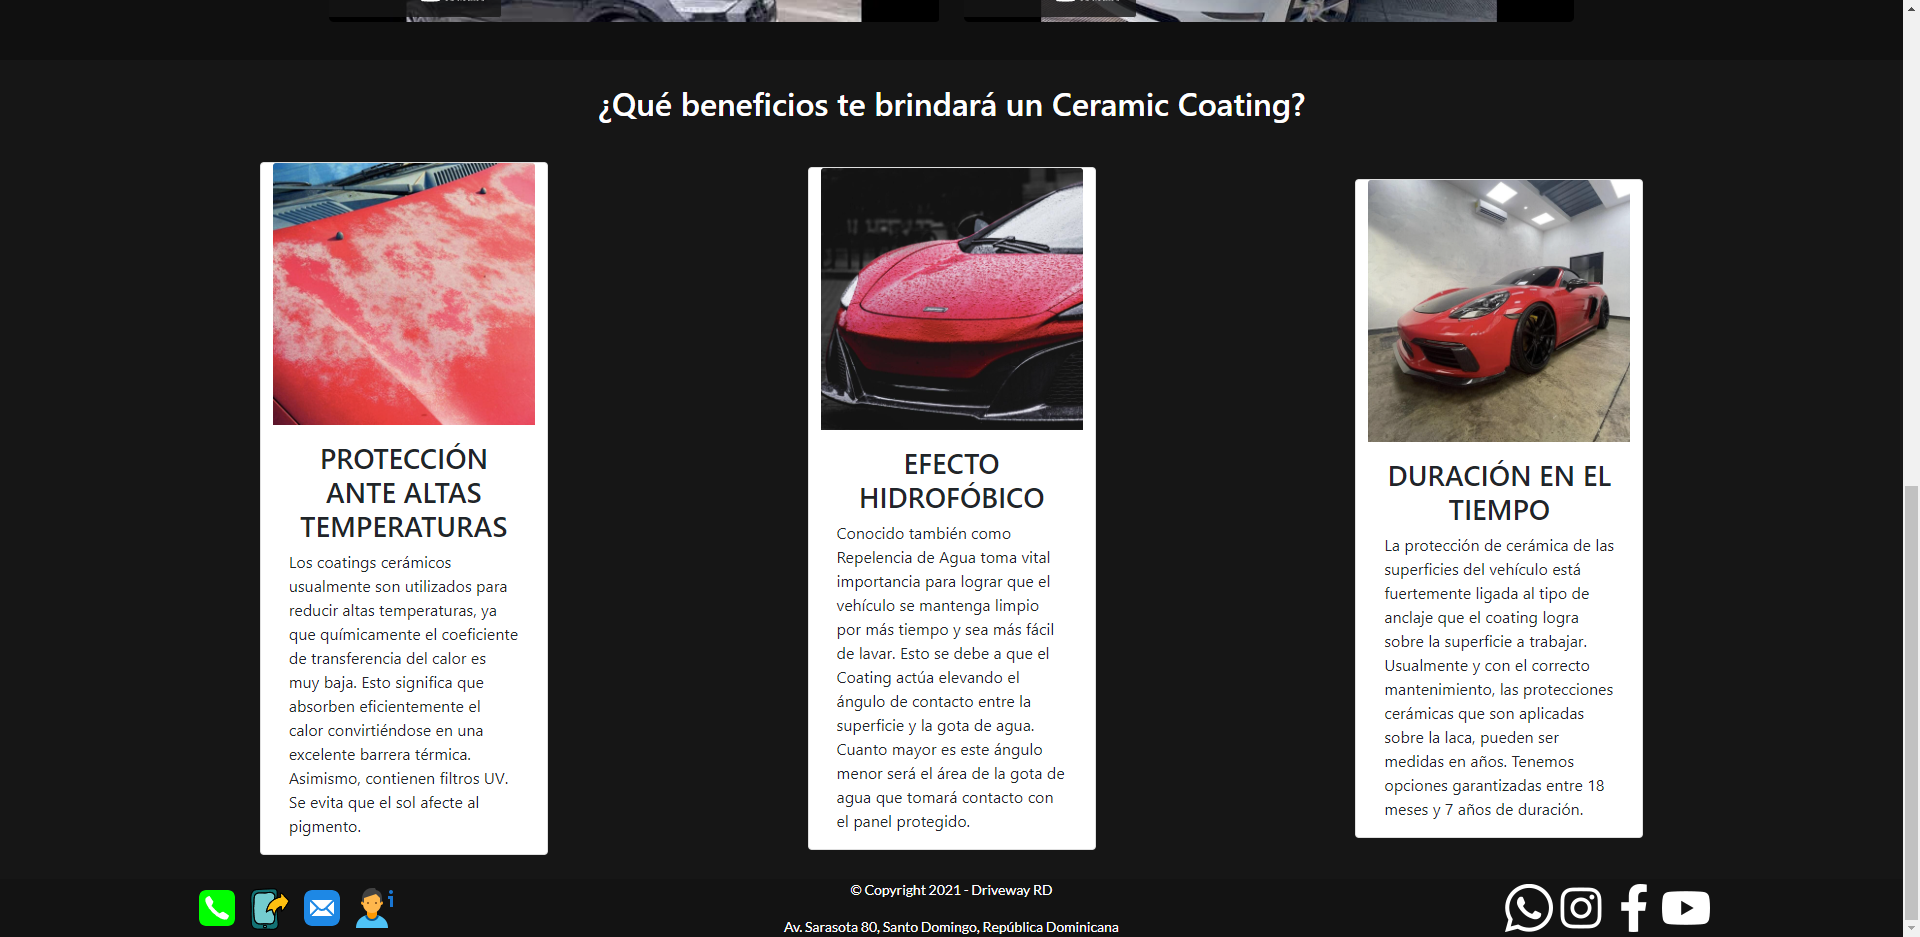 ¿Qué beneficios te brindará un Ceramic Coating?
PROTECCIÓN
ANTE ALTAS
TEMPERATURAS
Los coatings cerámicos
usualmente son utilizados para
reducir altas temperaturas, ya
que químicamente el coeficiente
de transferencia del calor es
muy baja. Esto significa que
absorben eficientemente el
calor convirtiéndose en una
excelente barrera térmica.
Asimismo, contienen filtros UV.
Se evita que el sol afecte al
pigmento.
EFECTO
HIDROFÓBICO
Conocido también como
Repelencia de Agua toma vital
importancia para lograr que el
vehículo se mantenga limpio
por más tiempo y sea más fácil
de lavar. Esto se debe a que el
Coating actúa elevando el
ángulo de contacto entre la
superficie y la gota de agua.
Cuanto mayor es este ángulo
menor será el área de la gota de
agua que tomará contacto con
el panel protegido.
DURACIÓN EN EL
TIEMPO
La protección de cerámica de las
superficies del vehículo está
fuertemente ligada al tipo de
anclaje que el coating logra
sobre la superficie a trabajar.
Usualmente y con el correcto
mantenimiento, las protecciones
cerámicas que son aplicadas
sobre la laca, pueden ser
medidas en años. Tenemos
opciones garantizadas entre 18
meses y 7 años de duración.
© Copyright 2021 - Driveway RD
Av. Sarasota 80, Santo Domingo, República Dominicana